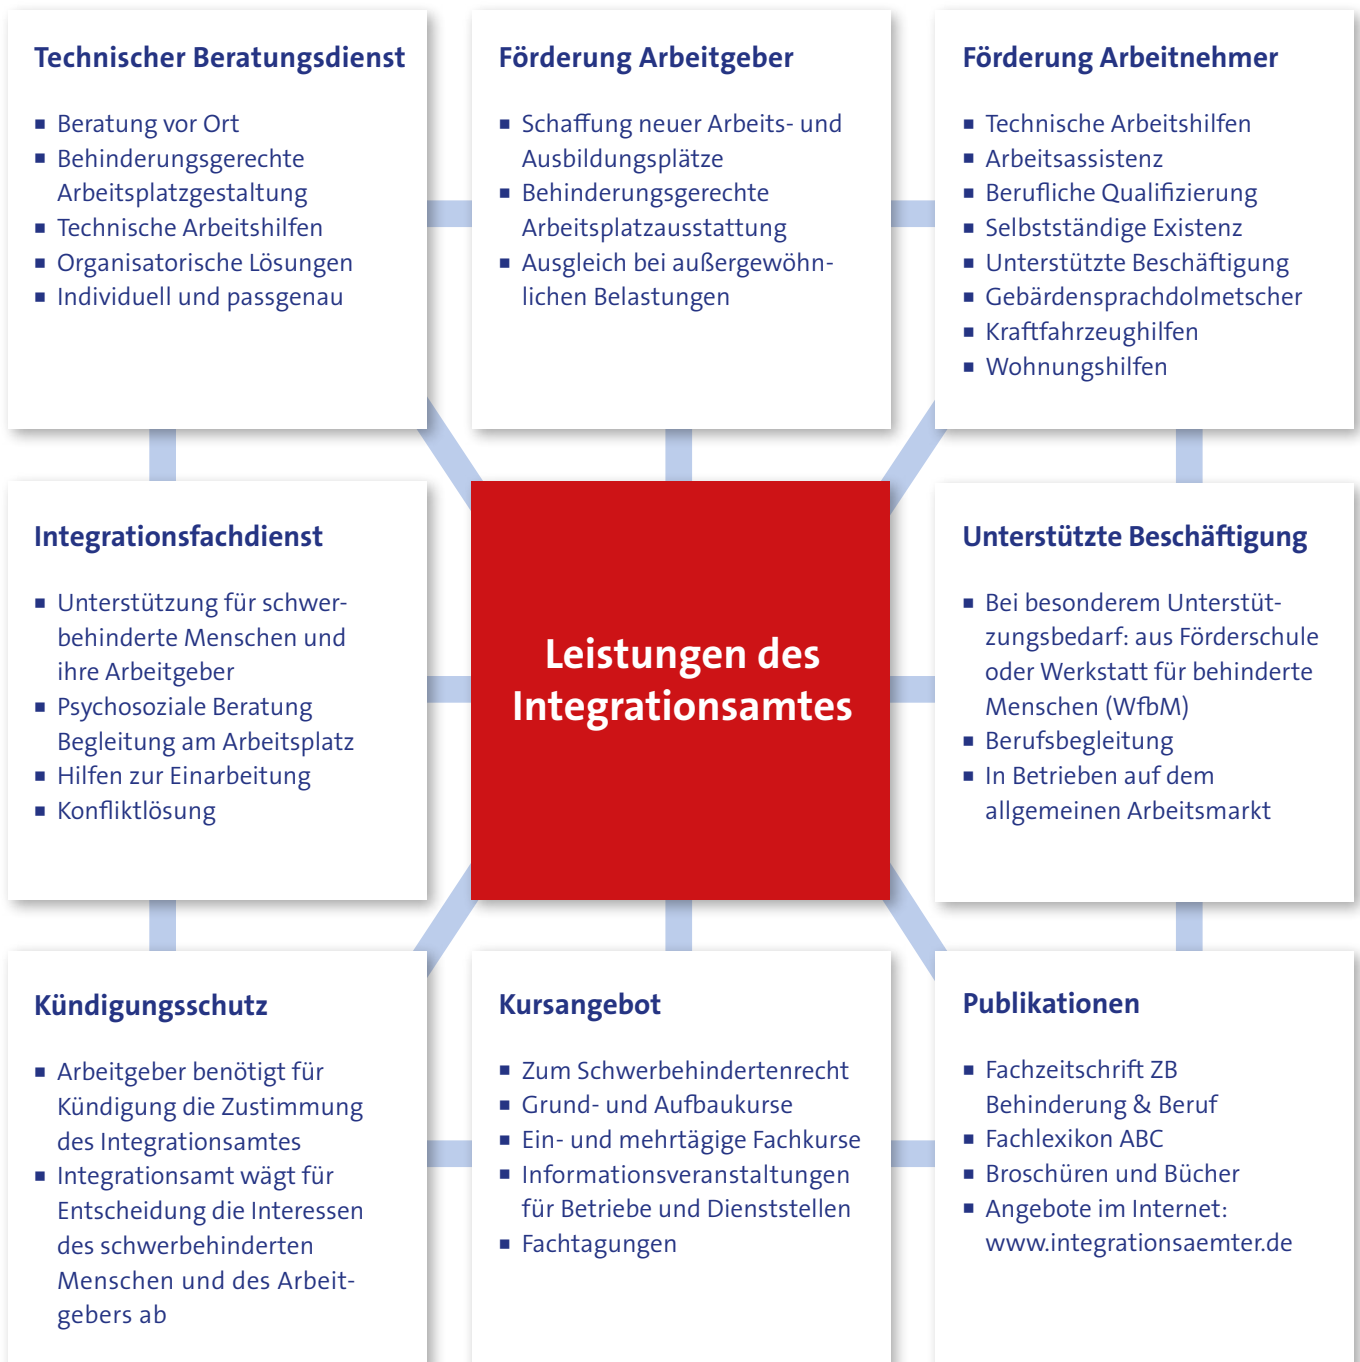 Technischer Beratungsdienst
▪ Beratung vor Ort
▪ Behinderungsgerechte
Arbeitsplatzgestaltung
▪ Technische Arbeitshilfen
▪ Organisatorische Lösungen
▪ Individuell und passgenau
Förderung Arbeitgeber
▪ Schaffung neuer Arbeits- und
Ausbildungsplätze
▪ Behinderungsgerechte
Arbeitsplatzausstattung
▪ Ausgleich bei außergewöhn-
lichen Belastungen
Förderung Arbeitnehmer
▪ Technische Arbeitshilfen
▪ Arbeitsassistenz
▪ Berufliche Qualifizierung
▪ Selbstständige Existenz
▪ Unterstützte Beschäftigung
▪ Gebärdensprachdolmetscher
▪ Kraftfahrzeughilfen
▪ Wohnungshilfen
Integrationsfachdienst
▪ Unterstützung für schwer-
behinderte Menschen und
ihre Arbeitgeber
▪ Psychosoziale Beratung
Begleitung am Arbeitsplatz
▪ Hilfen zur Einarbeitung
▪ Konfliktlösung
Leistungen des
Integrationsamtes
Unterstützte Beschäftigung
▪ Bei besonderem Unterstüt-
zungsbedarf: aus Förderschule
oder Werkstatt für behinderte
Menschen (WfbM)
▪ Berufsbegleitung
▪ In Betrieben auf dem
allgemeinen Arbeitsmarkt
Kündigungsschutz
▪ Arbeitgeber benötigt für
Kündigung die Zustimmung
des Integrationsamtes
▪ Integrationsamt wägt für
Entscheidung die Interessen
des schwerbehinderten
Menschen und des Arbeit-
gebers ab
Kursangebot
▪ Zum Schwerbehindertenrecht
▪ Grund- und Aufbaukurse
▪ Ein- und mehrtägige Fachkurse
▪ Informationsveranstaltungen
für Betriebe und Dienststellen
▪ Fachtagungen
Publikationen
▪ Fachzeitschrift ZB
Behinderung & Beruf
▪ Fachlexikon ABC
▪ Broschüren und Bücher
▪ Angebote im Internet:
www.integrationsaemter.de